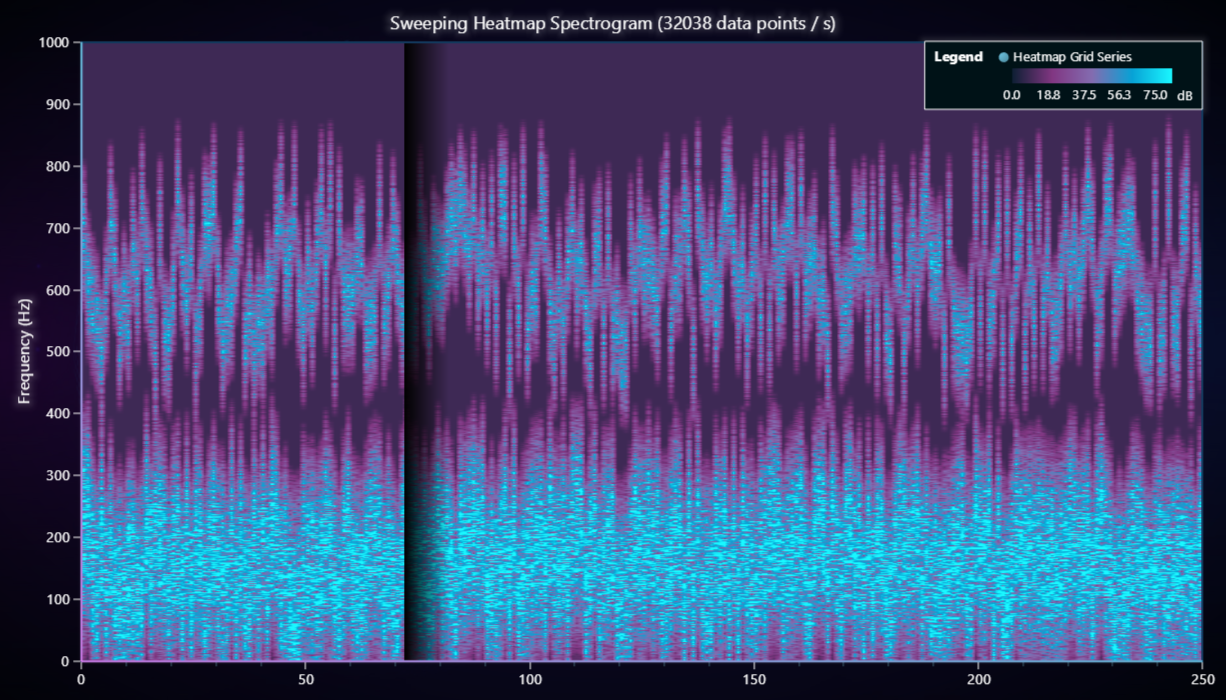 Sweeping Heatmap Spectrogram (32038 data points / s)
Legend
Heatmap Grid Series
0.0 18.8 37.5 56.3 75.0 dB
Frequency (Hz)
1000
900
800
700
600
500
400
300
200
100
0
0 50 100 150 200 250